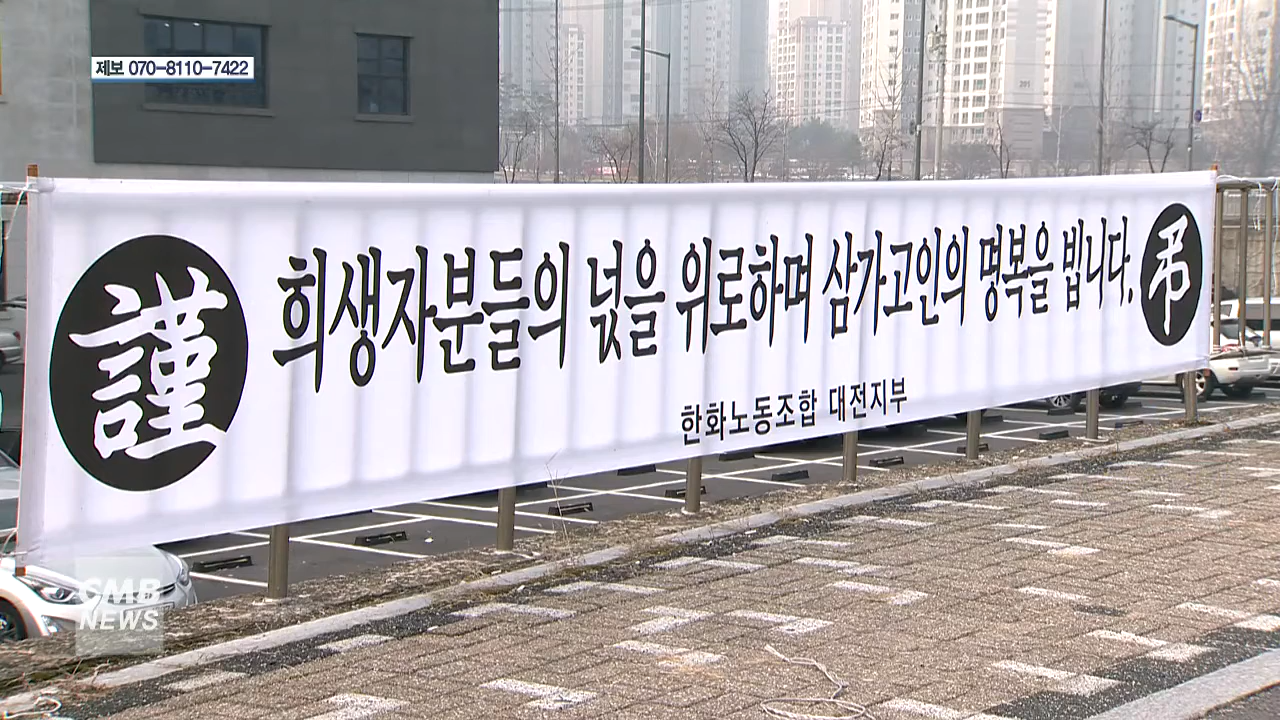 제보 070-8110-7422
謹 희생자분들의 넋을 위로하며 삼가고인의 명복을 빕니다. 弔
한화노동조합 대전지부
CMB
NEWS